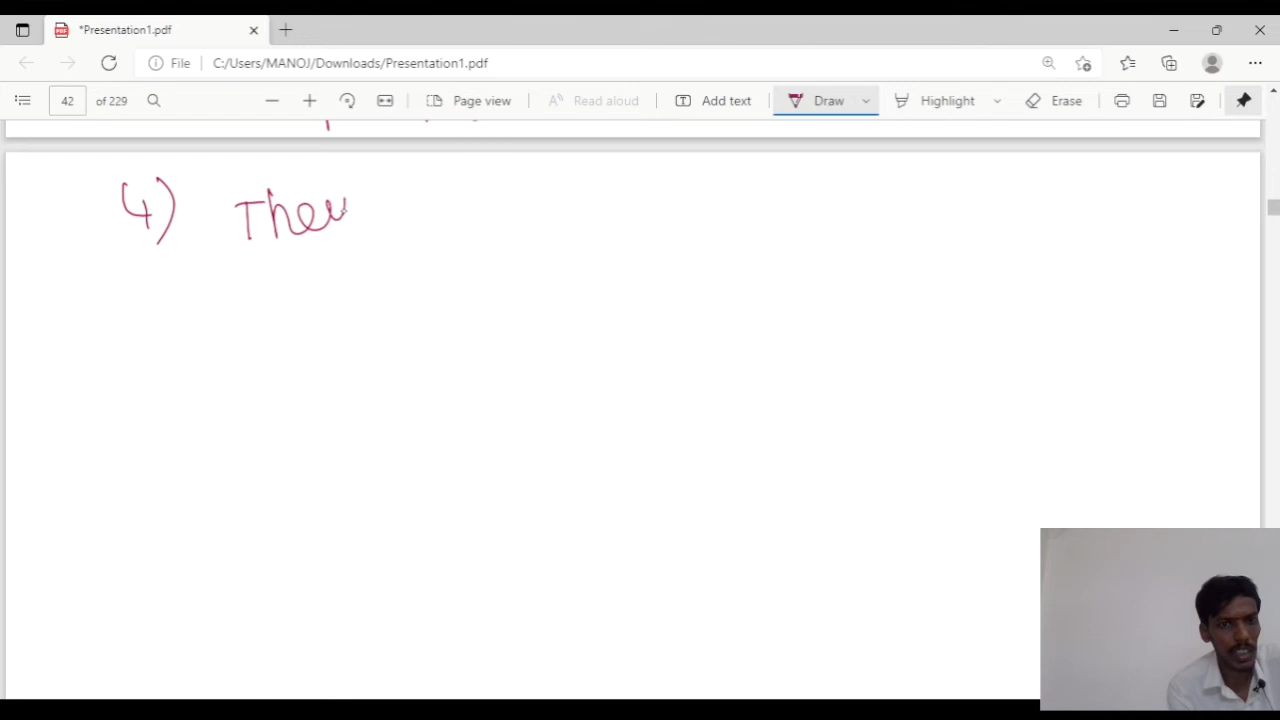 *Presentation1.pdf
File C:/Users/MANOJ/Downloads/Presentation1.pdf
42 of 229 Page view Read aloud Add text Draw Highlight Erase
4) Ther